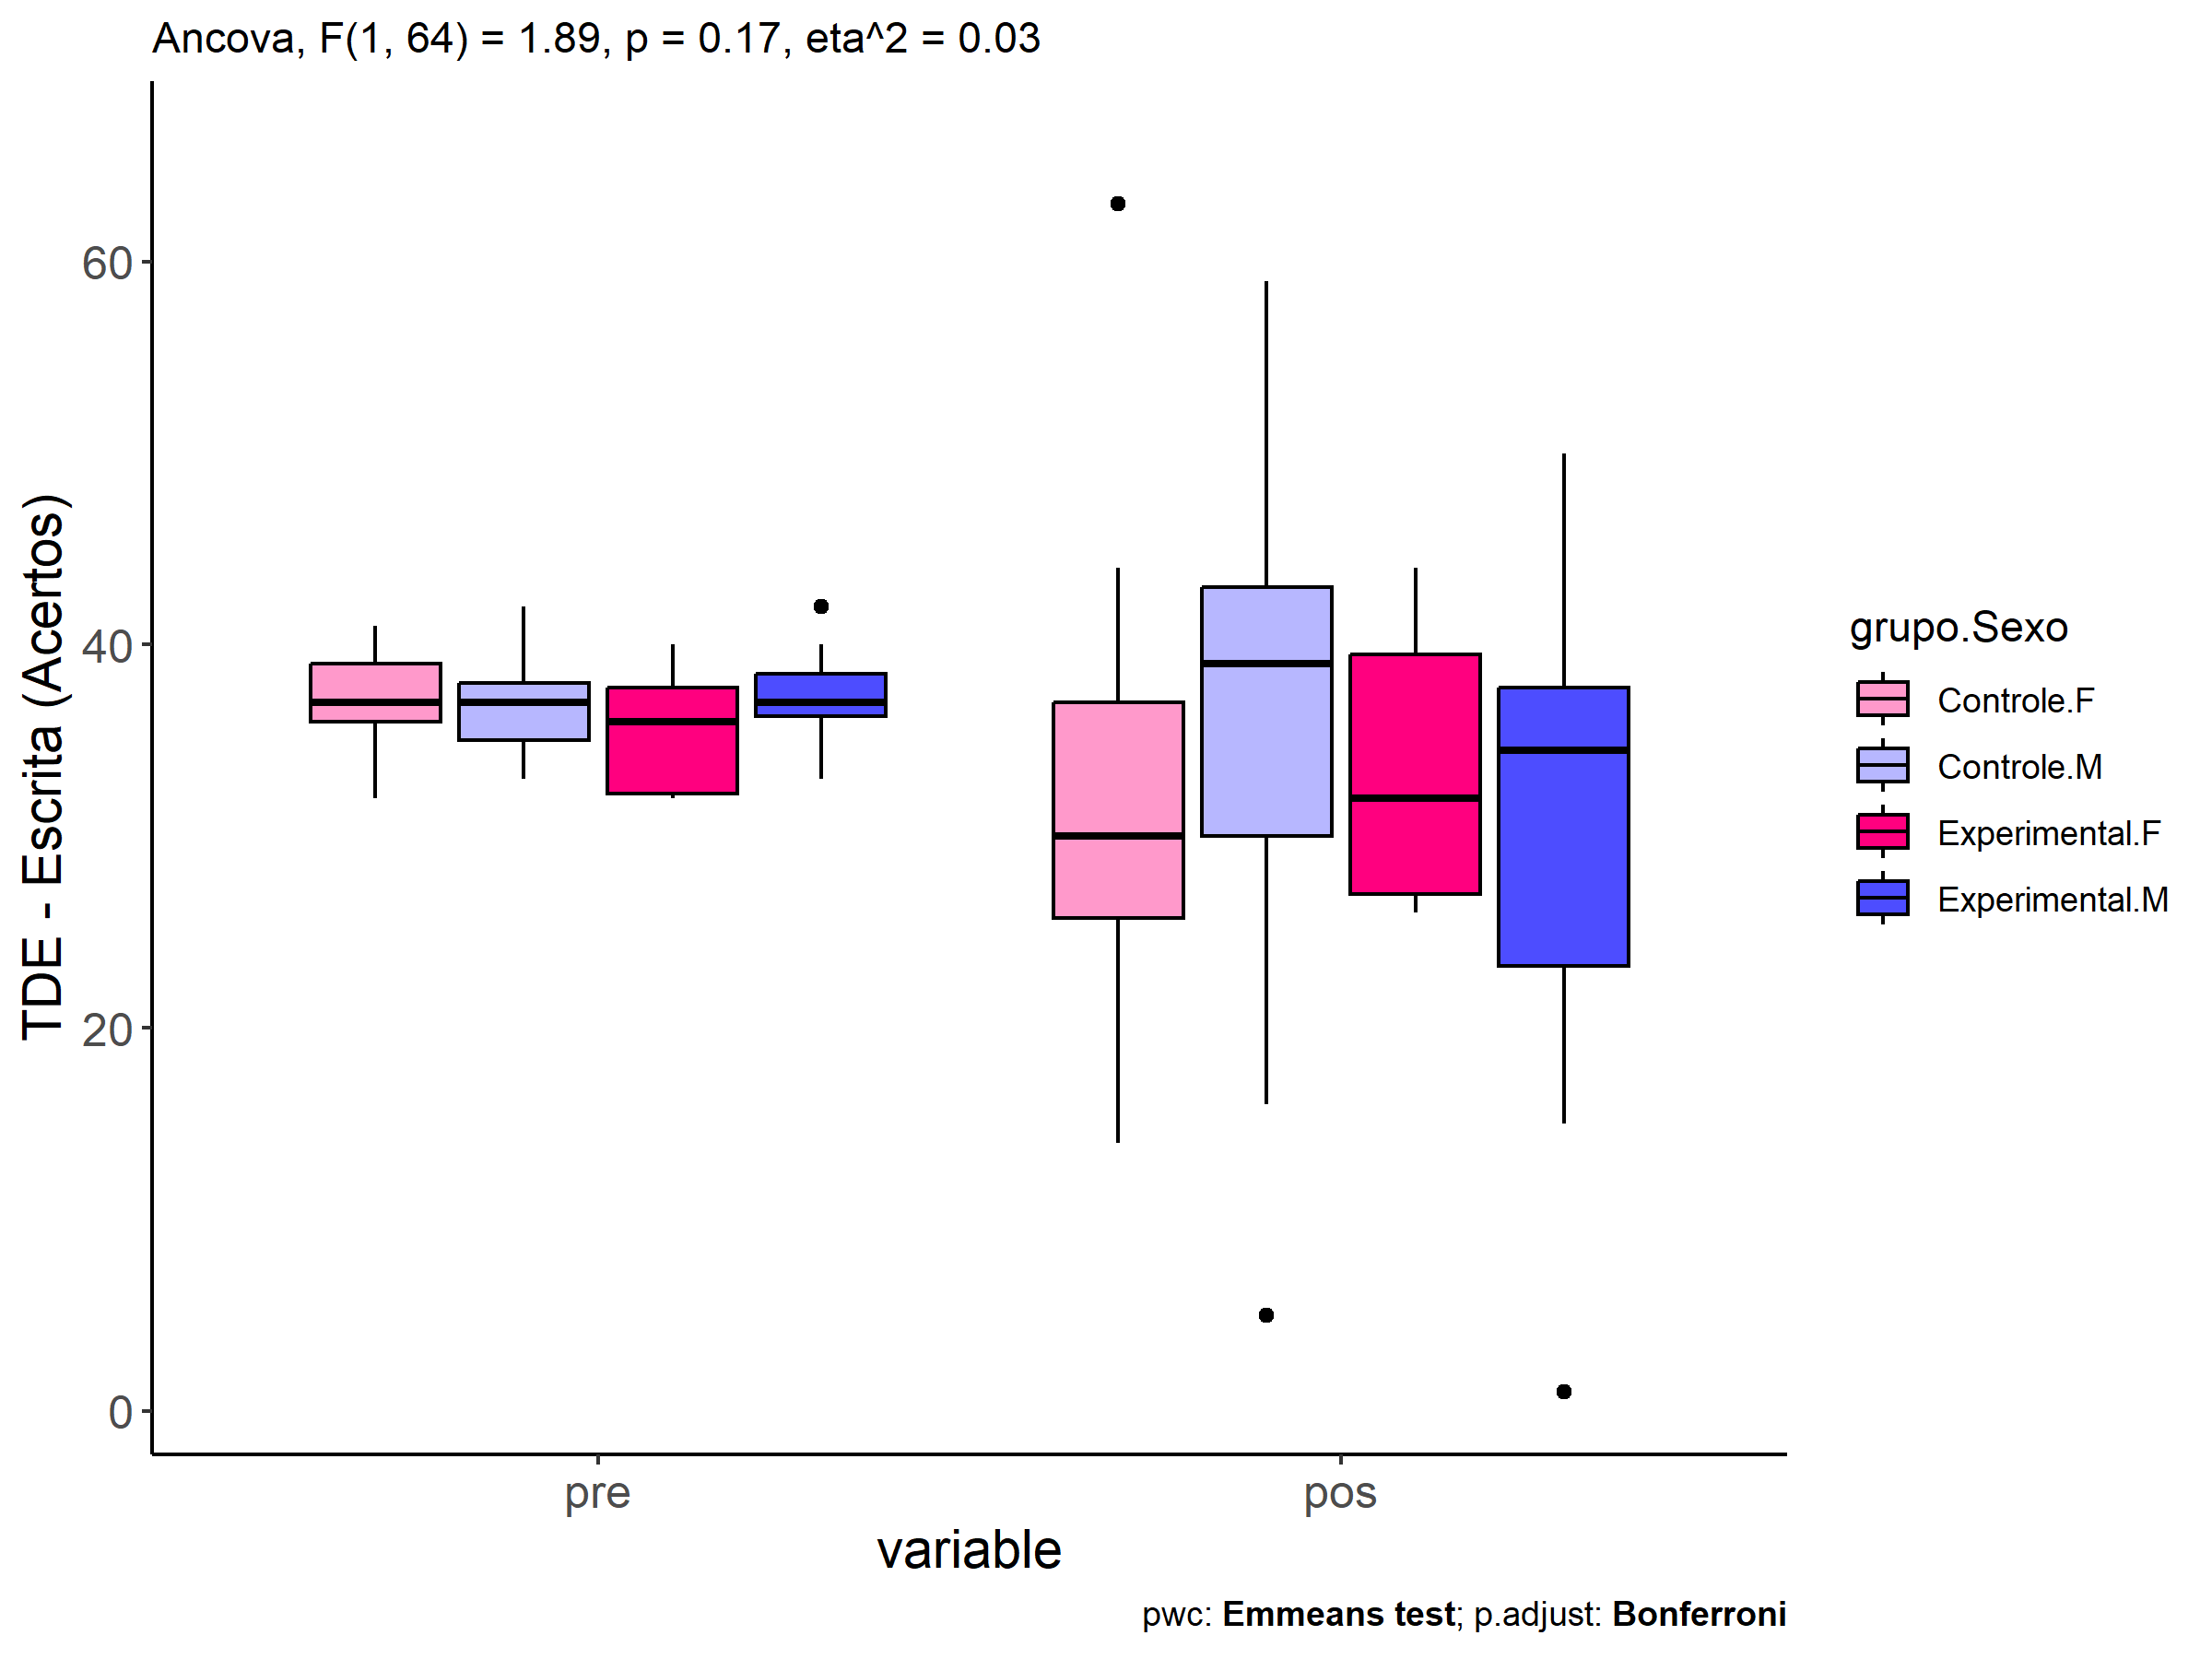 Ancova, F(1, 64) = 1.89, p = 0.17, eta^2 = 0.03
TDE - Escrita (Acertos)
60
40
20
0
pre
pos
variable
grupo.Sexo
Controle.F
Controle.M
Experimental.F
Experimental.M
pwc: Emmeans test; p.adjust: Bonferroni